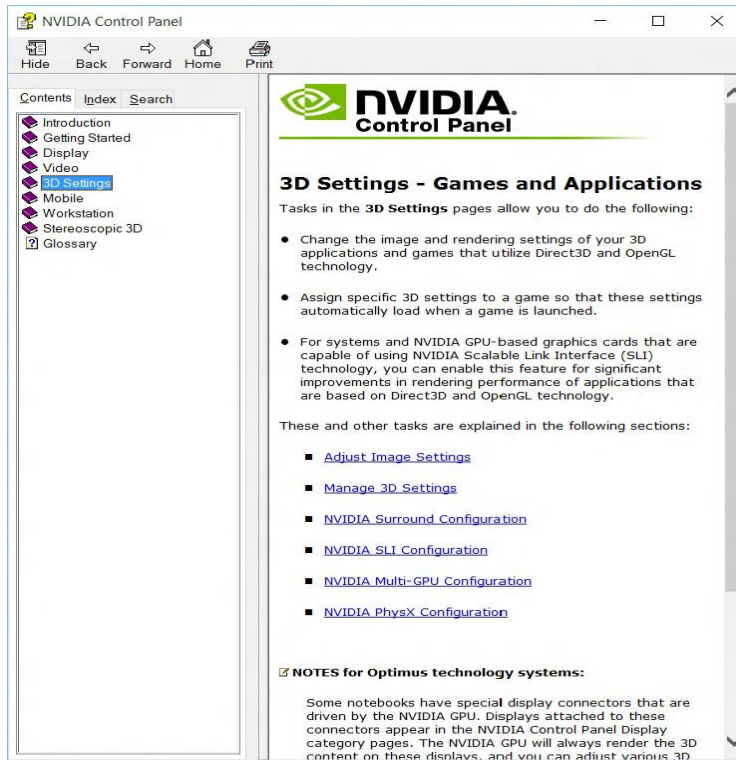 NVIDIA Control Panel
Hide Back Forward Home Print
Contents Index Search
Introduction
Getting Started
Display
Video
3D Settings
Mobile
Workstation
Stereoscopic 3D
Glossary
NVIDIA.
Control Panel
3D Settings - Games and Applications
Tasks in the 3D Settings pages allow you to do the following:
Change the image and rendering settings of your 3D
applications and games that utilize Direct3D and OpenGL
technology.
Assign specific 3D settings to a game so that these settings
automatically load when a game is launched.
For systems and NVIDIA GPU-based graphics cards that are
capable of using NVIDIA Scalable Link Interface (SLI)
technology, you can enable this feature for significant
improvements in rendering performance of applications that
are based on Direct3D and OpenGL technology.
These and other tasks are explained in the following sections:
Adjust Image Settings
Manage 3D Settings
NVIDIA Surround Configuration
NVIDIA SLI Configuration
NVIDIA Multi-GPU Configuration
NVIDIA PhysX Configuration
NOTES for Optimus technology systems:
Some notebooks have special display connectors that are
driven by the NVIDIA GPU. Displays attached to these
connectors appear in the NVIDIA Control Panel Display
category pages. The NVIDIA GPU will always render the 3D
content on these displays, and you can adjust various 3D